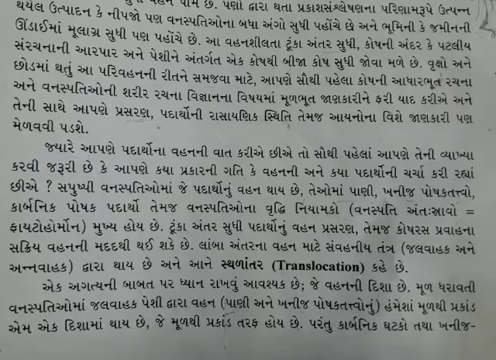 થયેલ ઉત્પાદન કે નીપજો પણ વનસ્પતિઓના બધા અંગો સુધી પહોંચે છે અને ભૂમિની કે જમીનની
ઊંડાઈમાં મૂલાગ્ર સુધી પણ પહોંચે છે. આ વહનશીલતા ટૂંકા અંતર સુધી, કોષની અંદર કે પટલીય
સંરચનાની આરપાર અને પેશીને અંતર્ગત એક કોષથી બીજા કોષ સુધી જોવા મળે છે. વૃક્ષો અને
છોડમાં થતું આ પરિવહનની રીતને સમજવા માટે, આપણે સૌથી પહેલા કોષની આધારભૂત રચના
અને વનસ્પતિઓની શરીર રચના વિજ્ઞાનના વિષયમાં મૂળભૂત જાણકારીને ફરી યાદ કરીએ અને
તેની સાથે આપણે પ્રસરણ, પદાર્થોની રાસાયણિક સ્થિતિ તેમજ આયનોના વિશે જાણકારી પણ
મેળવવી પડશે.
જ્યારે આપણે પદાર્થોના વહનની વાત કરીએ છીએ તો સૌથી પહેલાં આપણે તેની વ્યાખ્યા
કરવી જરૂરી છે કે આપણે કયા પ્રકારની ગતિ કે વહનની અને કયા પદાર્થોની ચર્ચા કરી રહ્યાં
છીએ ? સપુષ્પી વનસ્પતિઓમાં જે પદાર્થોનું વહન થાય છે, તેઓમાં પાણી, ખનીજ પોષકતત્ત્વો,
કાર્બનિક પોષક પદાર્થો તેમજ વનસ્પતિઓના વૃદ્ધિ નિયામકો (વનસ્પતિ અંતઃસ્રાવો =
ફાયટોહોર્મોન) મુખ્ય હોય છે. ટૂંકા અંતર સુધી પદાર્થોનું વહન પ્રસરણ, તેમજ કોષરસ પ્રવાહના
સક્રિય વહનની મદદથી થઈ શકે છે. લાંબા અંતરના વહન માટે સંવહનીય તંત્ર (જલવાહક અને
અન્નવાહક) દ્વારા થાય છે અને આને સ્થળાંતર (Translocation) કહે છે.
એક અગત્યની બાબત પર ધ્યાન રાખવું આવશ્યક છે; જે વહનની દિશા છે. મૂળ ધરાવતી
વનસ્પતિઓમાં જલવાહક પેશી દ્વારા વહન (પાણી અને ખનીજ પોષકતત્ત્વોનું) હંમેશાં મૂળથી પ્રકાંડ
એમ એક દિશામાં થાય છે, જે મૂળથી પ્રકાંડ તરફ હોય છે. પરંતુ કાર્બનિક ઘટકો તથા ખનીજ-